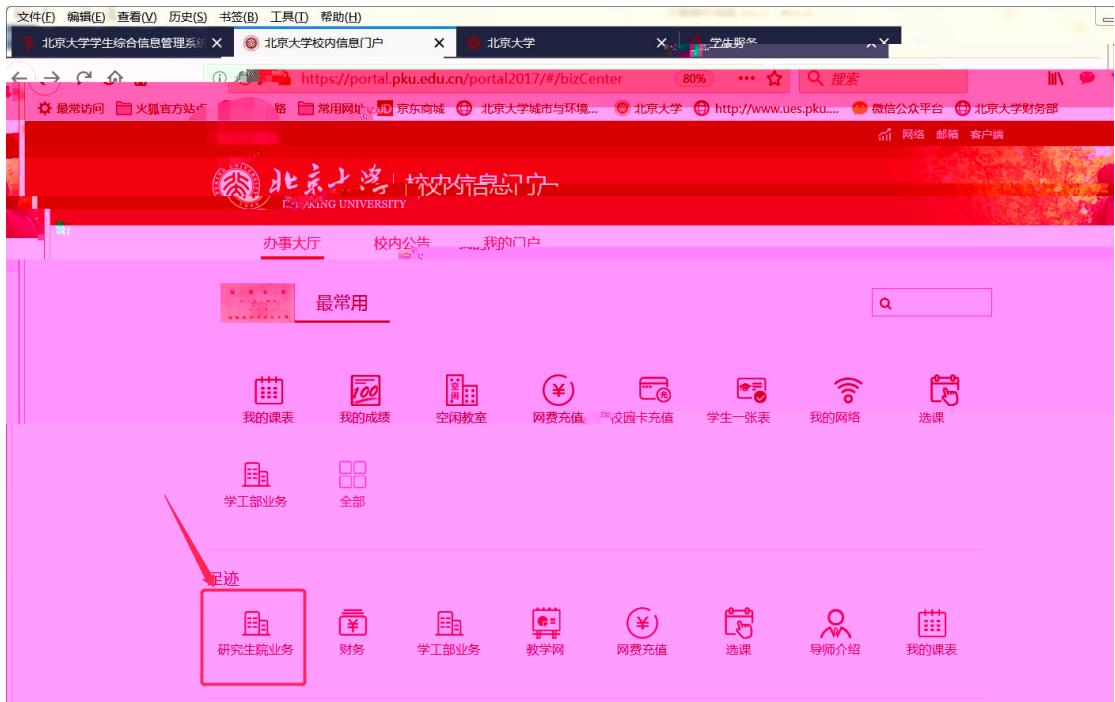 文件(F) 编辑(E) 查看(V) 历史(S) 书签(B) 工具(T) 帮助(H)
北京大学学生综合信息管理系统 北京大学校内信息门户 北京大学
https://portal.pku.edu.cn/portal2017/#/bizCenter 80% 搜索
最常访问 火狐官方站点 常用网址 JD 京东商城 北京大学城市与环境... 北京大学 http://www.ues.pku.... 微信公众平台 北京大学财务部
网络 邮箱 客户端
北京大学 校内信息门户
PEKING UNIVERSITY
办事大厅 校内公告 我的门户
最常用
100 空闲
我的课表 我的成绩 空闲教室 网费充值 校园卡充值 学生一张表 我的网络 选课
学工部业务 全部
足迹
研究生院业务 财务 学工部业务 教学网 网费充值 选课 导师介绍 我的课表